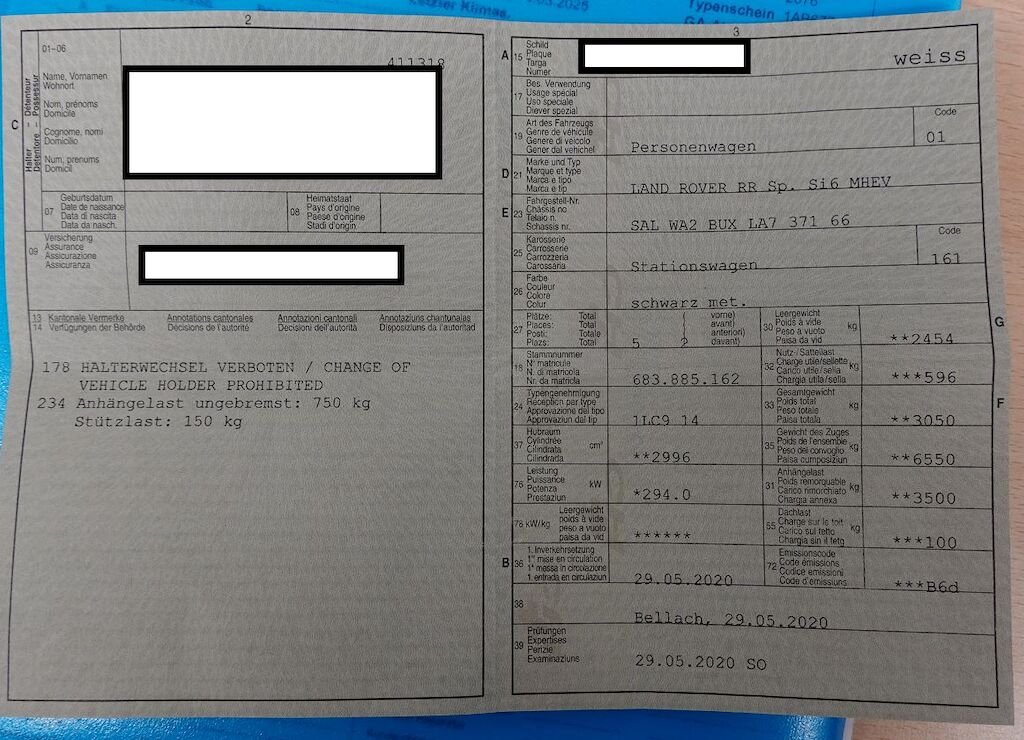 Typenschein
2
01-06
411318
C
Halter Détenteur
Detentore Possessur
Name, Vornamen
Wohnort
Nom, prénoms
Domicile
Cognome, nomi
Domicilio
Num, prenums
Domicil
07
Geburtsdatum
Date de naissance
Data di nascita
Data da nasch.
08
Heimatstaat
Pays d'origine
Paese d'origine
Stadi d'origin
09
Versicherung
Assurance
Assicurazione
Assicuranza
13 Kantonale Vermerke Annotations cantonales Annotazioni cantonali Annotaziuns chantunalas
14 Verfügungen der Behörde Décisions de l'autorité Decisioni dell'autorità Disposiziuns da l'autoritad
178 HALTERWECHSEL VERBOTEN / CHANGE OF
VEHICLE HOLDER PROHIBITED
234 Anhängelast ungebremst: 750 kg
Stützlast: 150 kg
3
A 15
Schild
Plaque
Targa
Numer
weiss
17
Bes. Verwendung
Usage spécial
Uso speciale
Diever spezial
19
Art des Fahrzeugs
Genre de véhicule
Genere di veicolo
Gener dal vehichel
Personenwagen
Code
01
D 21
Marke und Typ
Marque et type
Marca e tipo
Marca e tip
LAND ROVER RR Sp. Si6 MHEV
E 23
Fahrgestell-Nr.
Châssis no
Telaio n.
Schassis nr.
SAL WA2 BUX LA7 371 66
25
Karosserie
Carrosserie
Carrozzeria
Carossaria
Stationswagen
Code
161
26
Farbe
Couleur
Colore
Colur
schwarz met.
27
Plätze: Total ( vorne)
Places: Total ( avant)
Posti: Totale ( anteriori)
Plazs: Total ( davant)
5 2
G
30
Leergewicht
Poids à vide
Peso a vuoto
Paisa da vid
kg
**2454
18
Stammnummer
N° matricule
N. di matricola
Nr. da matricla
683.885.162
32
Nutz-/Sattellast
Charge utile/sellette
Carico utile/sella
Chargia utila/sella
kg
***596
24
Typengenehmigung
Réception par type
Approvazione del tipo
Approvaziun dal tip
1LC9 14
F
33
Gesamtgewicht
Poids total
Peso totale
Paisa totala
kg
**3050
37
Hubraum
Cylindrée
Cilindrata
Cilindrada
cm³
**2996
35
Gewicht des Zuges
Poids de l'ensemble
Peso del convoglio
Paisa cumposiziun
kg
**6550
76
Leistung
Puissance
Potenza
Prestaziun
kW
*294.0
31
Anhängelast
Poids remorquable
Carico rimorchiato
Chargia annexa
kg
**3500
78 kW/kg
Leergewicht
poids à vide
peso a vuoto
paisa da vid
******
55
Dachlast
Charge sur le toit
Carico sul tetto
Chargia sin il tetg
kg
***100
B 36
1. Inverkehrsetzung
1re mise en circulation
1a messa in circolazione
1. entrada en circulaziun
29.05.2020
72
Emissionscode
Code émissions
Codice emissioni
Code d'emissiuns
***B6d
38
Bellach, 29.05.2020
39
Prüfungen
Expertises
Perizie
Examinaziuns
29.05.2020 SO